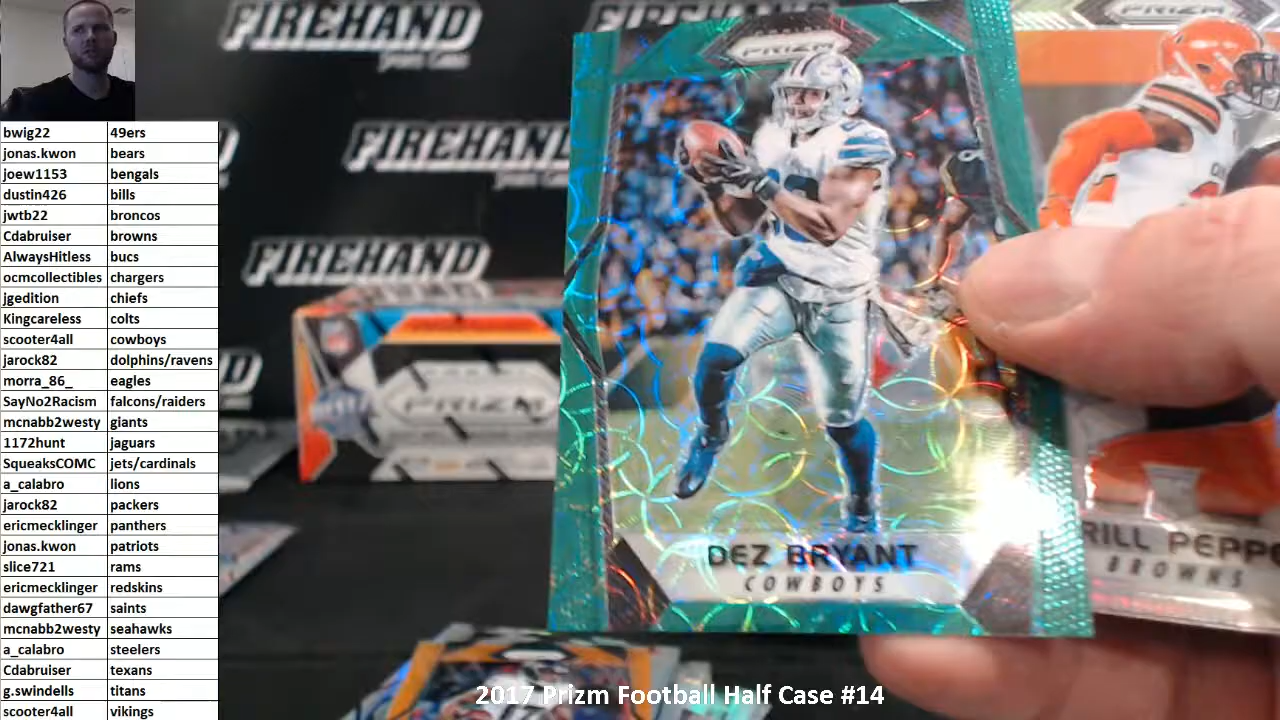 FIREHAND
FIREHAND
FIREHAND
FIREHAND
PRIZM
PRIZM
PRIZM
DEZ BRYANT
COWBOYS
RILL PEPP
BROWNS
bwig22 49ers
jonas.kwon bears
joew1153 bengals
dustin426 bills
jwtb22 broncos
Cdabruiser browns
AlwaysHitless bucs
ocmcollectibles chargers
jgedition chiefs
Kingcareless colts
scooter4all cowboys
jarock82 dolphins/ravens
morra_86_ eagles
SayNo2Racism falcons/raiders
mcnabb2westy giants
1172hunt jaguars
SqueaksCOMC jets/cardinals
a_calabro lions
jarock82 packers
ericmecklinger panthers
jonas.kwon patriots
slice721 rams
ericmecklinger redskins
dawgfather67 saints
mcnabb2westy seahawks
a_calabro steelers
Cdabruiser texans
g.swindells titans
scooter4all vikings
2017 Prizm Football Half Case #14